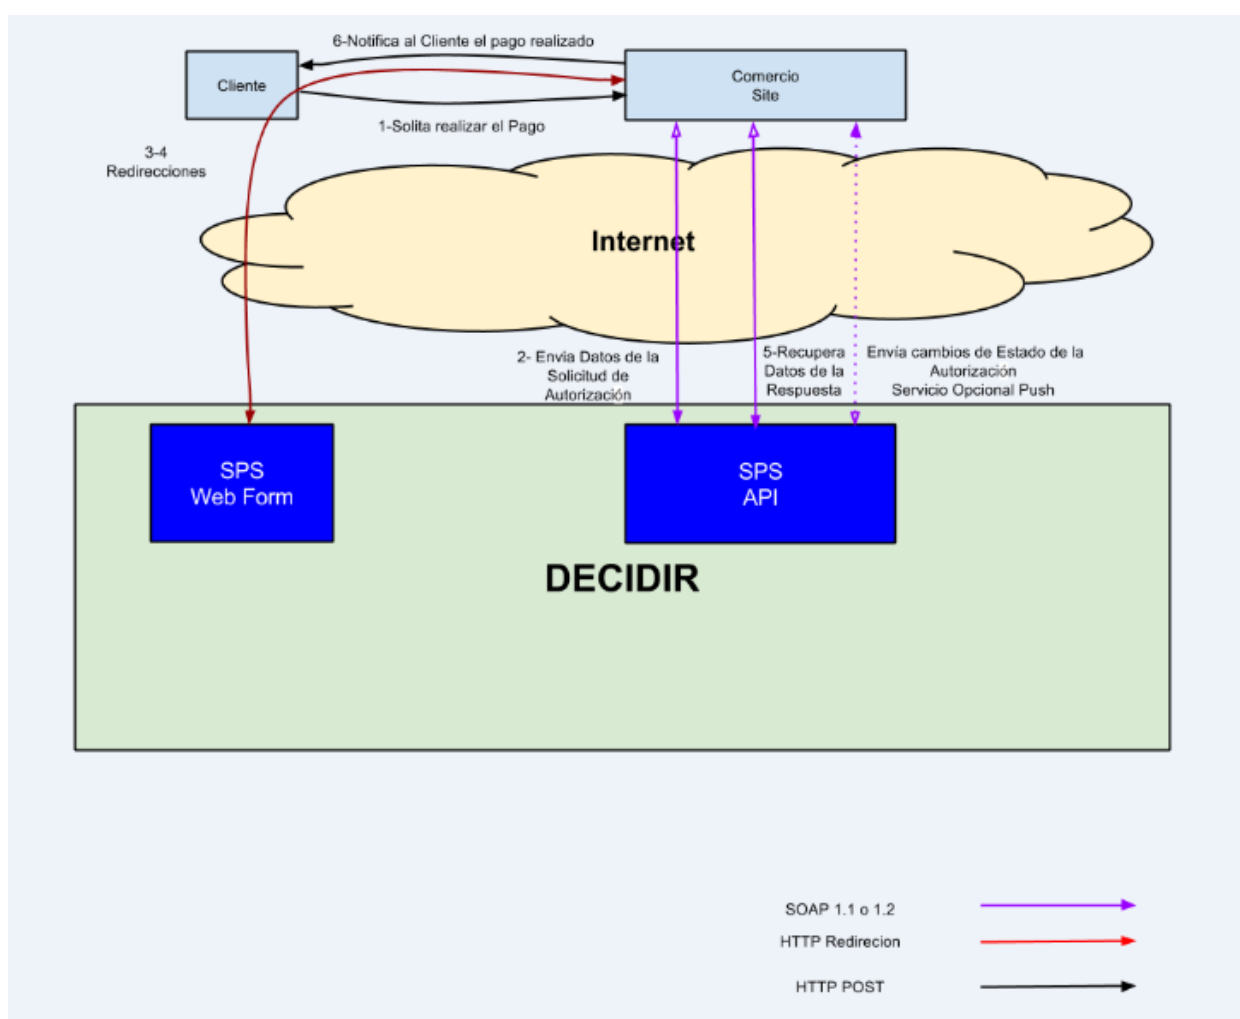 6-Notifica al Cliente el pago realizado
Cliente
Comercio
Site
1-Solita realizar el Pago
3-4
Redirecciones
Internet
2- Envia Datos de la
Solicitud de
Autorización
5-Recupera
Datos de la
Respuesta
Envía cambios de Estado de la
Autorización
Servicio Opcional Push
SPS
Web Form
SPS
API
DECIDIR
SOAP 1.1 o 1.2
HTTP Redirecion
HTTP POST